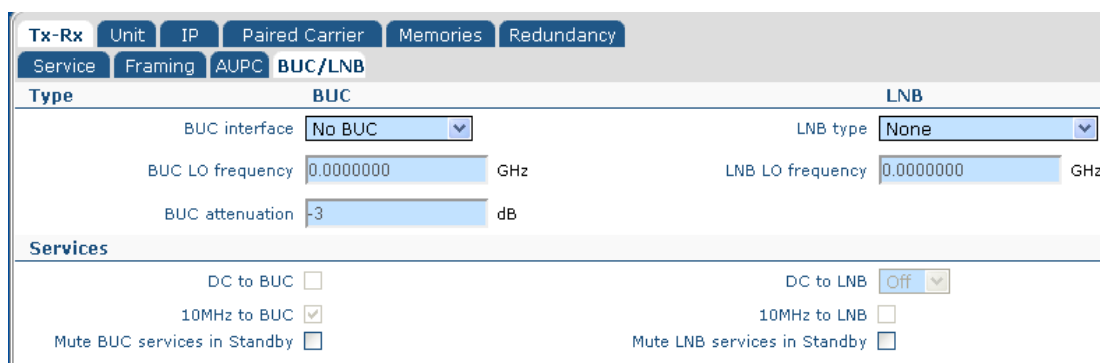 Tx-Rx Unit IP Paired Carrier Memories Redundancy
Service Framing AUPC BUC/LNB
Type BUC LNB
BUC interface No BUC LNB type None
BUC LO frequency 0.0000000 GHz LNB LO frequency 0.0000000 GHz
BUC attenuation -3 dB
Services
DC to BUC DC to LNB Off
10MHz to BUC 10MHz to LNB
Mute BUC services in Standby Mute LNB services in Standby